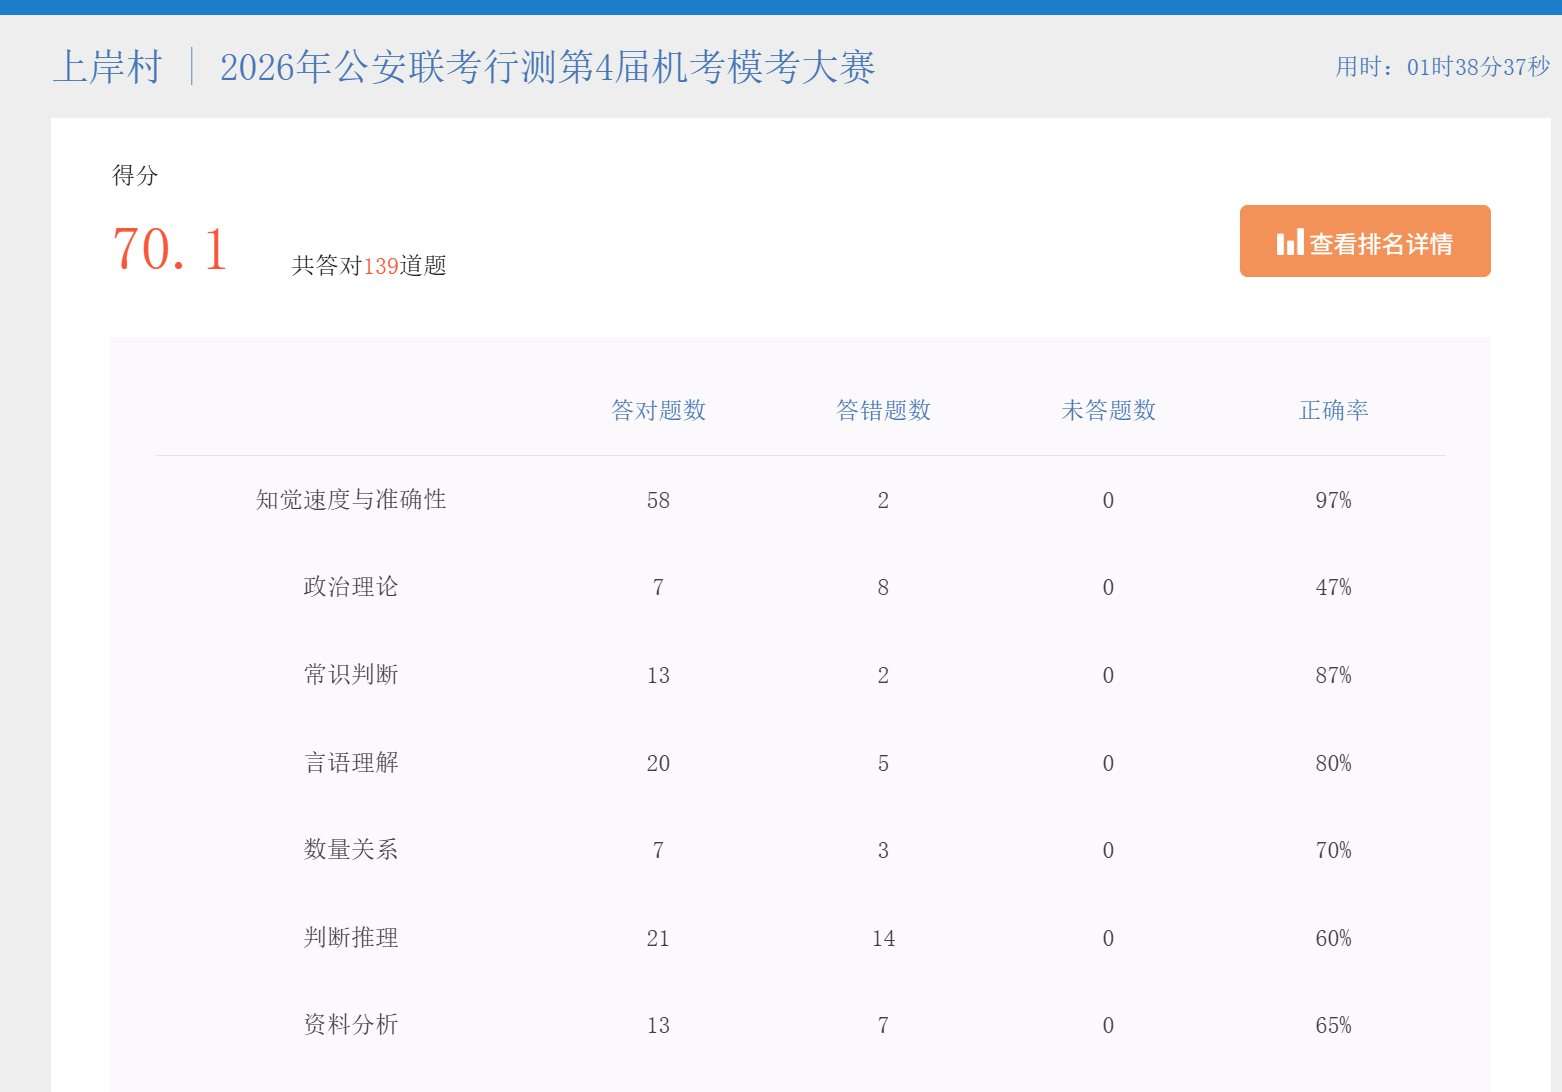 上岸村 ｜ 2026年公安联考行测第4届机考模考大赛 用时：01时38分37秒
得分
70.1 共答对139道题 查看排名详情
答对题数 答错题数 未答题数 正确率
知觉速度与准确性 58 2 0 97%
政治理论 7 8 0 47%
常识判断 13 2 0 87%
言语理解 20 5 0 80%
数量关系 7 3 0 70%
判断推理 21 14 0 60%
资料分析 13 7 0 65%